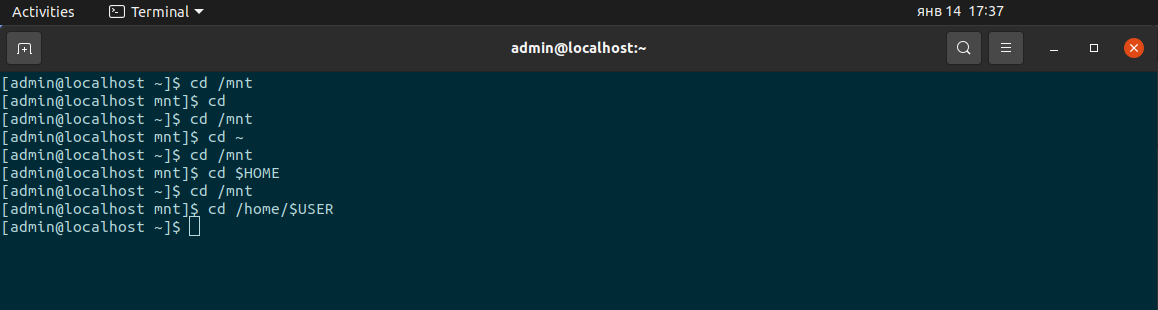 Activities Terminal янв 14 17:37
admin@localhost:~
[admin@localhost ~]$ cd /mnt
[admin@localhost mnt]$ cd
[admin@localhost ~]$ cd /mnt
[admin@localhost mnt]$ cd ~
[admin@localhost ~]$ cd /mnt
[admin@localhost mnt]$ cd $HOME
[admin@localhost ~]$ cd /mnt
[admin@localhost mnt]$ cd /home/$USER
[admin@localhost ~]$